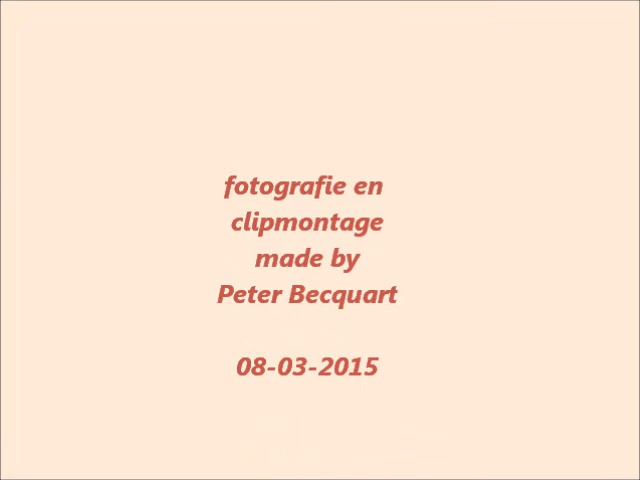 fotografie en
clipmontage
made by
Peter Becquart
08-03-2015